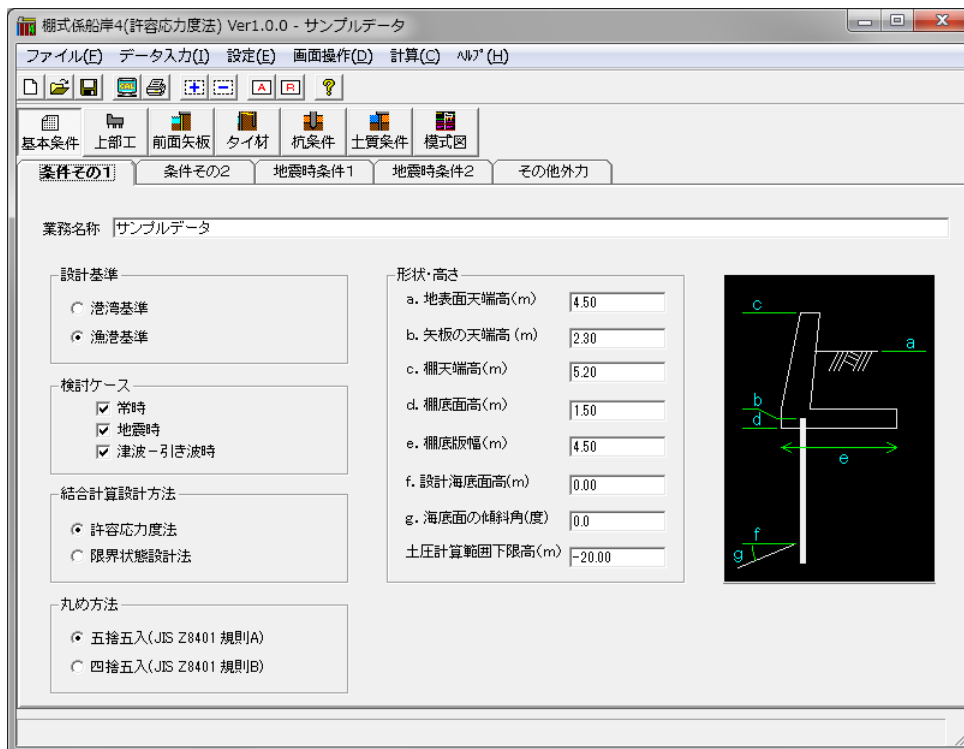 棚式係船岸4(許容応力度法) Ver1.0.0 - サンプルデータ
ファイル(F) データ入力(I) 設定(E) 画面操作(D) 計算(C) ﾍﾙﾌﾟ(H)
A R ?
基本条件 上部工 前面矢板 タイ材 杭条件 土質条件 模式図
条件その1 条件その2 地震時条件1 地震時条件2 その他外力
業務名称 サンプルデータ
設計基準
港湾基準
漁港基準
検討ケース
常時
地震時
津波－引き波時
結合計算設計方法
許容応力度法
限界状態設計法
丸め方法
五捨五入(JIS Z8401 規則A)
四捨五入(JIS Z8401 規則B)
形状・高さ
a. 地表面天端高(m) 4.50
b. 矢板の天端高(m) 2.30
c. 棚天端高(m) 5.20
d. 棚底面高(m) 1.50
e. 棚底版幅(m) 4.50
f. 設計海底面高(m) 0.00
g. 海底面の傾斜角(度) 0.0
土圧計算範囲下限高(m) -20.00
c
a
b
d
e
f
g